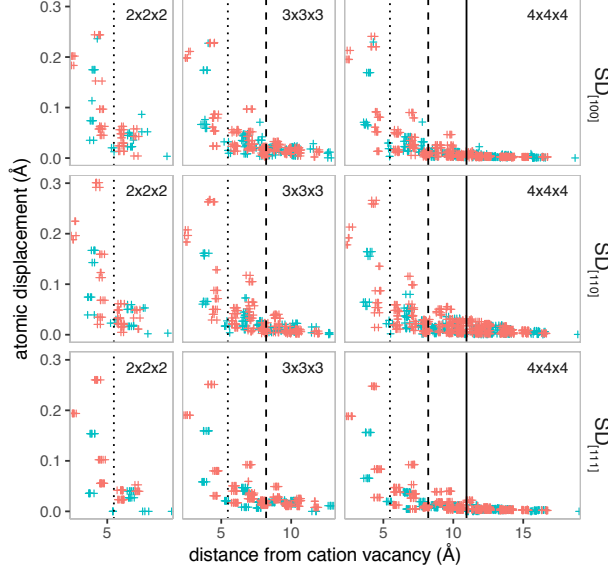 2x2x2 3x3x3 4x4x4
0.3
0.2
0.1
0.0
SD[100]
2x2x2 3x3x3 4x4x4
0.3
0.2
0.1
0.0
SD[110]
2x2x2 3x3x3 4x4x4
0.3
0.2
0.1
0.0
SD[111]
atomic displacement (Å)
5 5 10 5 10 15
distance from cation vacancy (Å)